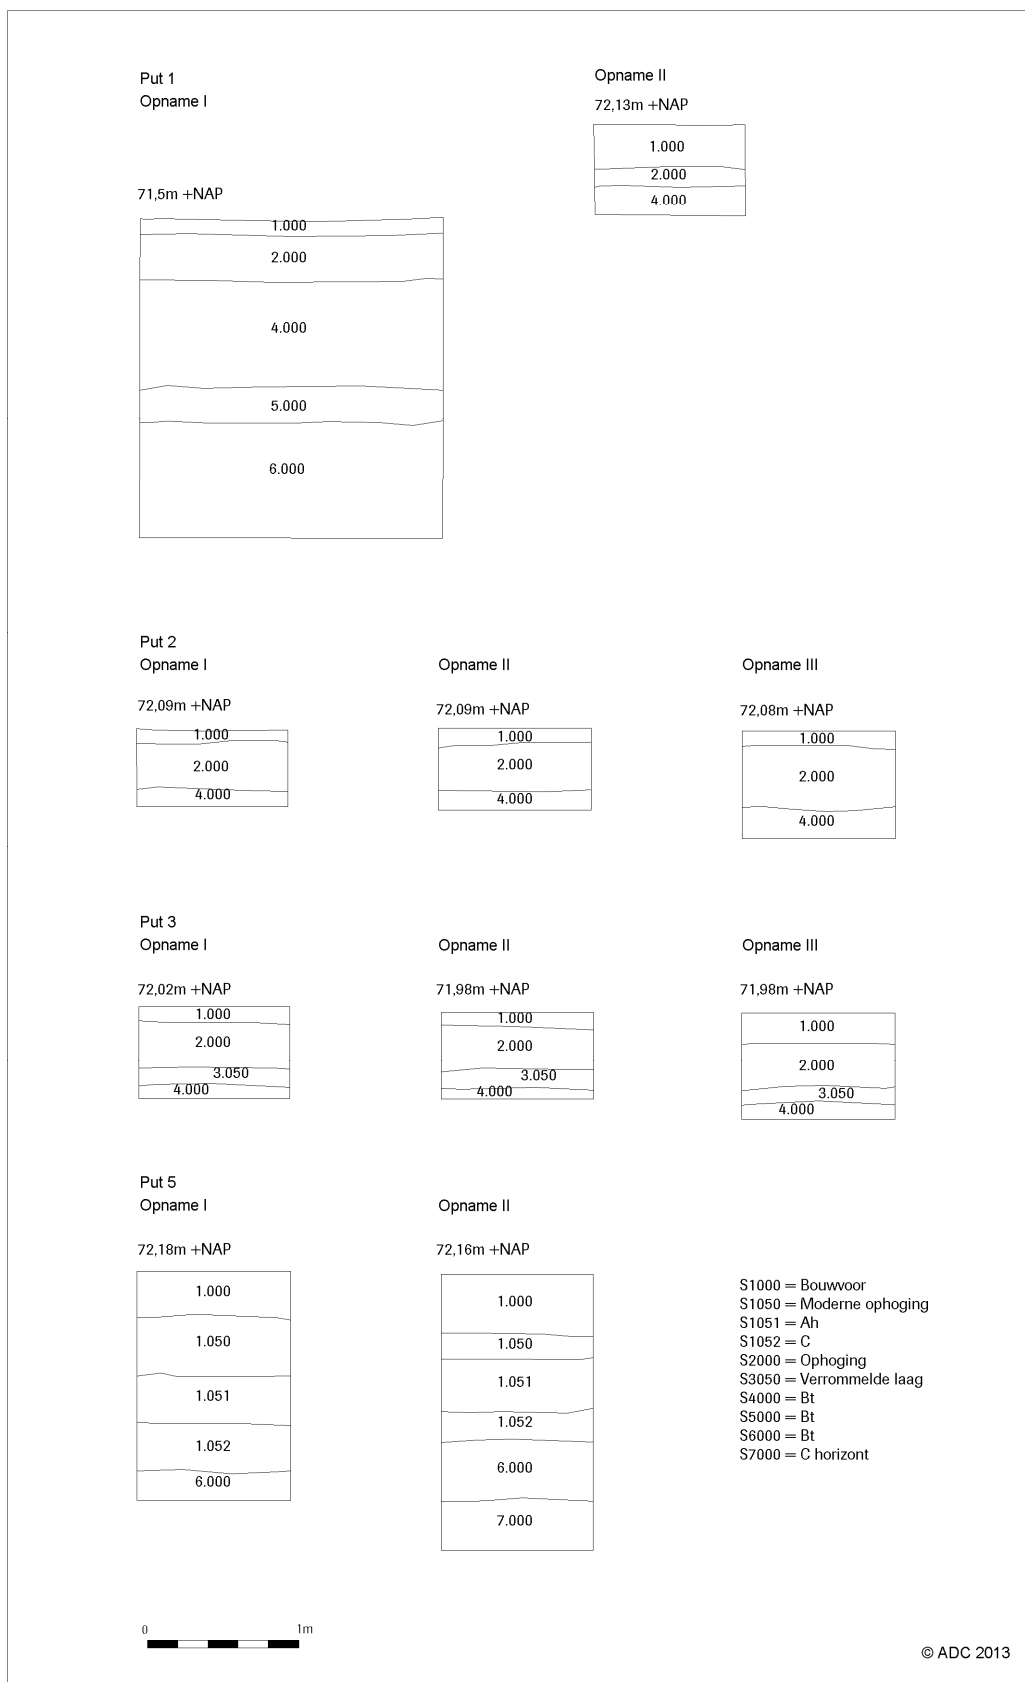 Put 1
Opname I
71,5m +NAP
1.000
2.000
4.000
5.000
6.000
Opname II
72,13m +NAP
1.000
2.000
4.000
Put 2
Opname I
72,09m +NAP
1.000
2.000
4.000
Opname II
72,09m +NAP
1.000
2.000
4.000
Opname III
72,08m +NAP
1.000
2.000
4.000
Put 3
Opname I
72,02m +NAP
1.000
2.000
3.050
4.000
Opname II
71,98m +NAP
1.000
2.000
3.050
4.000
Opname III
71,98m +NAP
1.000
2.000
3.050
4.000
Put 5
Opname I
72,18m +NAP
1.000
1.050
1.051
1.052
6.000
Opname II
72,16m +NAP
1.000
1.050
1.051
1.052
6.000
7.000
S1000 = Bouwvoor
S1050 = Moderne ophoging
S1051 = Ah
S1052 = C
S2000 = Ophoging
S3050 = Verrommelde laag
S4000 = Bt
S5000 = Bt
S6000 = Bt
S7000 = C horizont
0 1m
© ADC 2013